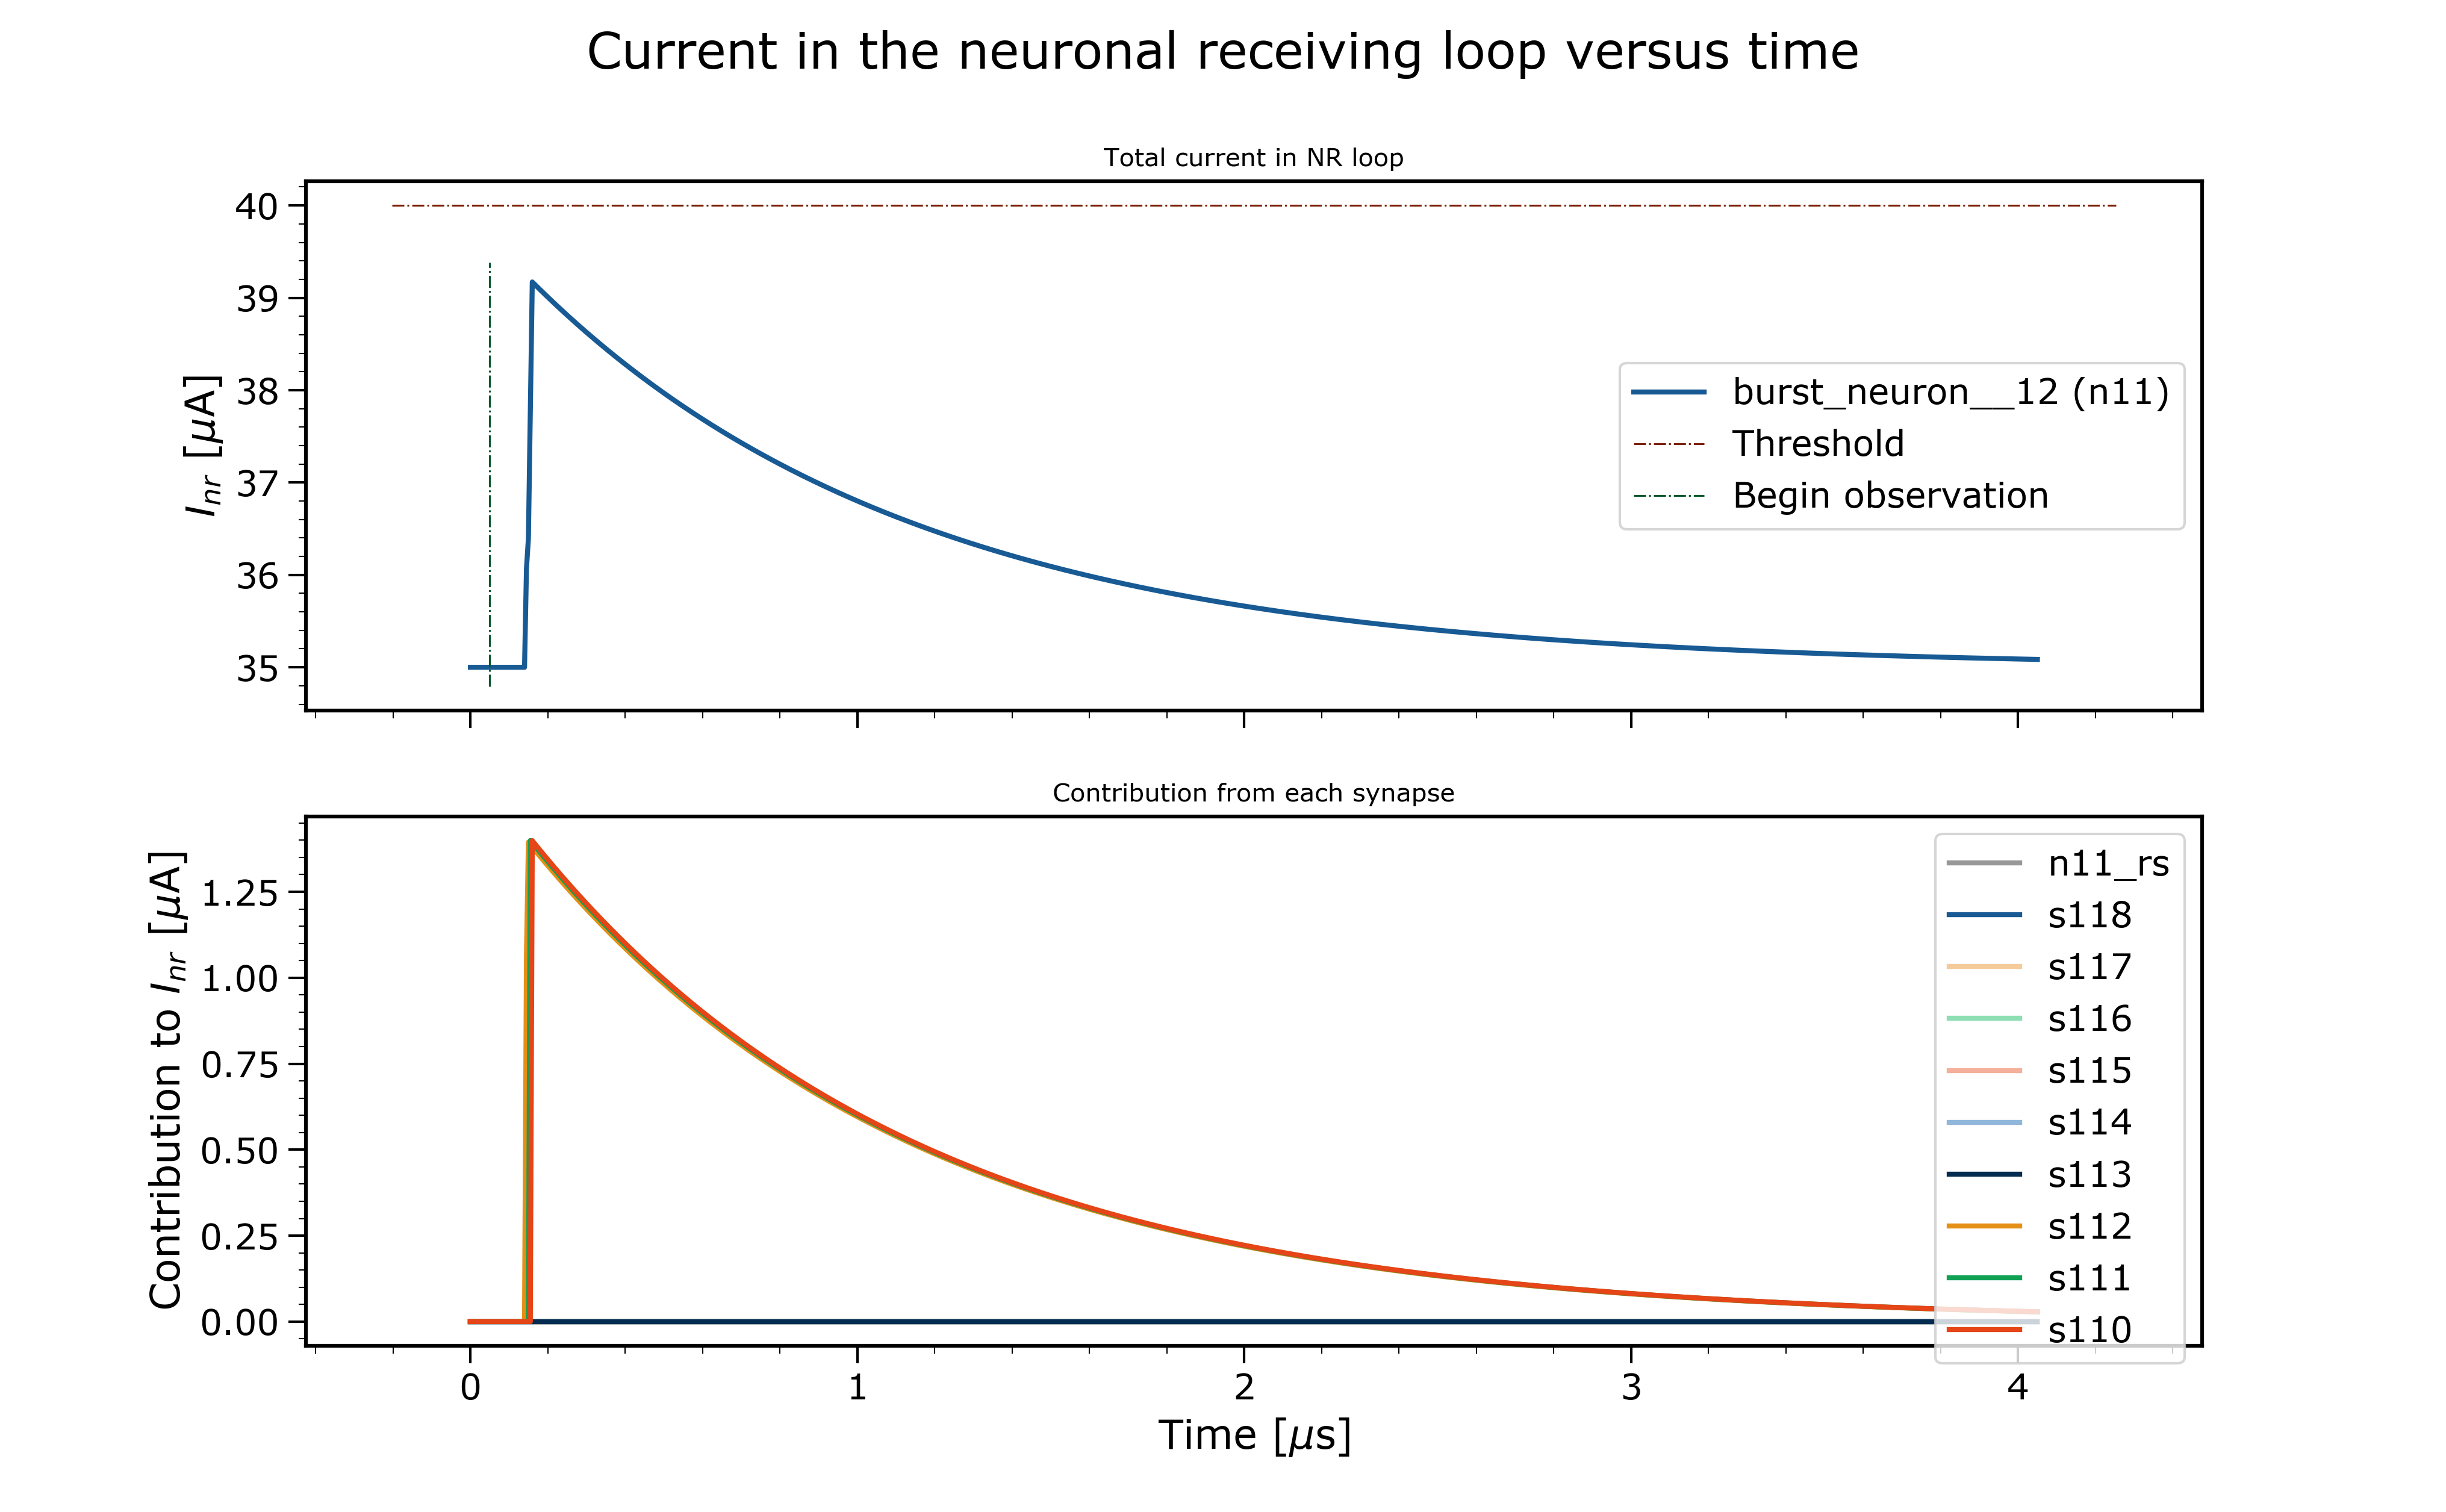 Current in the neuronal receiving loop versus time
Total current in NR loop
40
39
38
37
36
35
I_nr [μA]
burst_neuron__12 (n11)
Threshold
Begin observation
Contribution from each synapse
1.25
1.00
0.75
0.50
0.25
0.00
Contribution to I_nr [μA]
n11_rs
s118
s117
s116
s115
s114
s113
s112
s111
s110
0 1 2 3 4
Time [μs]